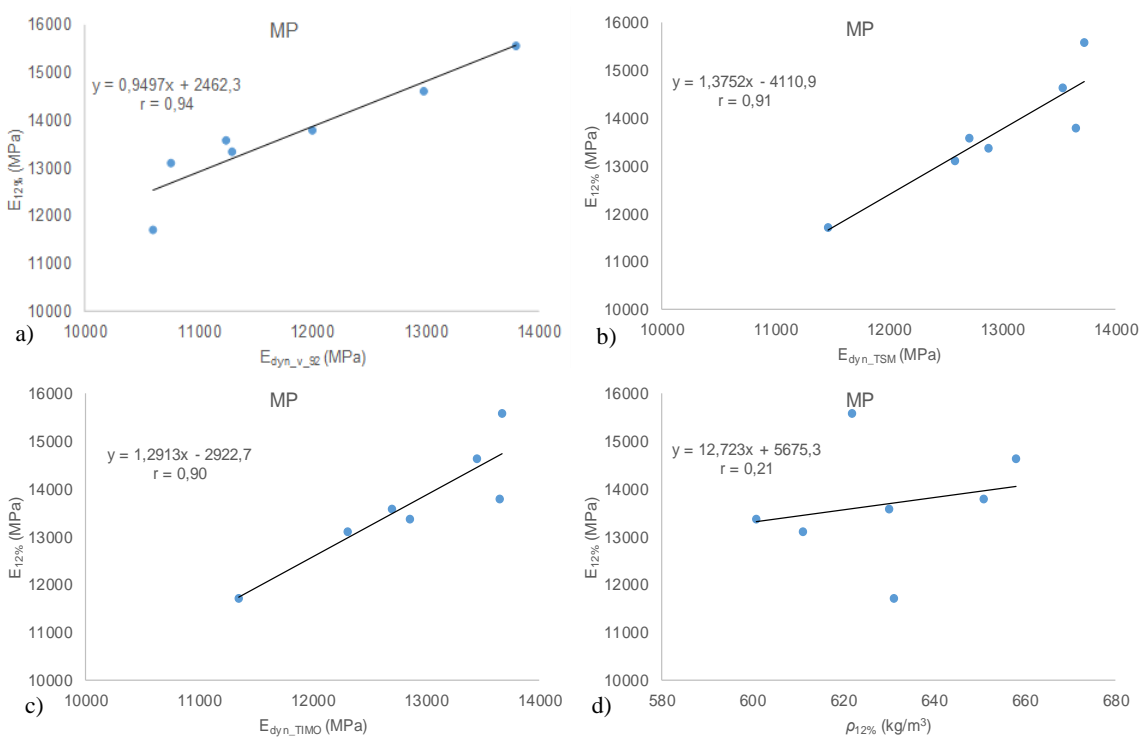 MP
y = 0,9497x + 2462,3
r = 0,94
16000
15000
14000
13000
12000
11000
10000
E12% (MPa)
10000 11000 12000 13000 14000
a)
Edyn_v_92 (MPa)
MP
y = 1,3752x - 4110,9
r = 0,91
16000
15000
14000
13000
12000
11000
10000
E12% (MPa)
10000 11000 12000 13000 14000
b)
Edyn_TSM (MPa)
MP
y = 1,2913x - 2922,7
r = 0,90
16000
15000
14000
13000
12000
11000
10000
E12% (MPa)
10000 11000 12000 13000 14000
c)
Edyn_TIMO (MPa)
MP
y = 12,723x + 5675,3
r = 0,21
16000
15000
14000
13000
12000
11000
10000
E12% (MPa)
580 600 620 640 660 680
d)
ρ12% (kg/m³)